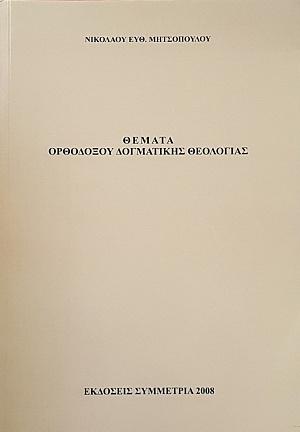 ΝΙΚΟΛΑΟΥ ΕΥΘ. ΜΗΤΣΟΠΟΥΛΟΥ
ΘΕΜΑΤΑ
ΟΡΘΟΔΟΞΟΥ ΔΟΓΜΑΤΙΚΗΣ ΘΕΟΛΟΓΙΑΣ
ΕΚΔΟΣΕΙΣ ΣΥΜΜΕΤΡΙΑ 2008